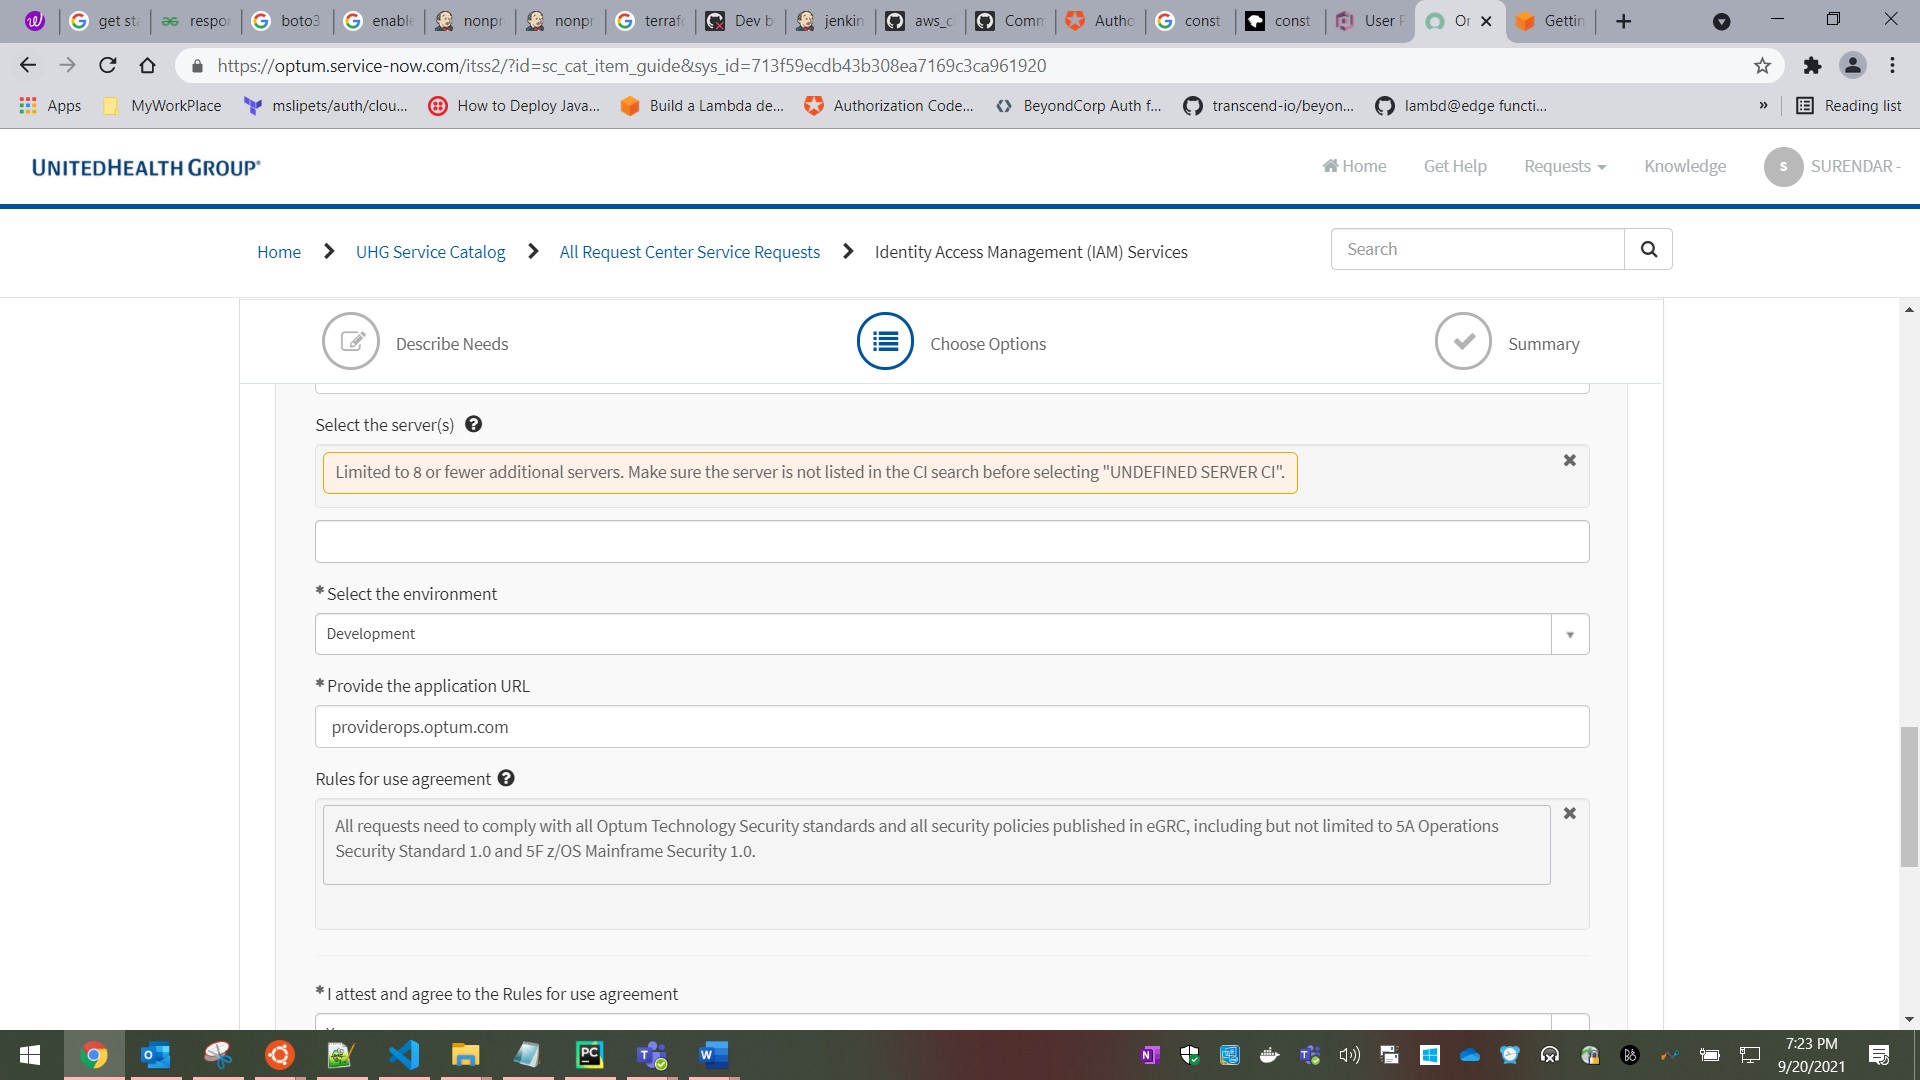 get sta
respor
boto3
enable
nonpr
nonpr
terrafo
Dev b
jenkin
aws_cl
Comm
Autho
const
const
User P
Or
Gettin
https://optum.service-now.com/itss2/?id=sc_cat_item_guide&sys_id=713f59ecdb43b308ea7169c3ca961920
Apps
MyWorkPlace
mslipets/auth/clou...
How to Deploy Java...
Build a Lambda de...
Authorization Code...
BeyondCorp Auth f...
transcend-io/beyon...
lambd@edge functi...
»
Reading list
UNITEDHEALTH GROUP®
Home
Get Help
Requests
Knowledge
S
SURENDAR -
Home
UHG Service Catalog
All Request Center Service Requests
Identity Access Management (IAM) Services
Search
Describe Needs
Choose Options
Summary
Select the server(s)
Limited to 8 or fewer additional servers. Make sure the server is not listed in the CI search before selecting "UNDEFINED SERVER CI".
* Select the environment
Development
* Provide the application URL
providerops.optum.com
Rules for use agreement
All requests need to comply with all Optum Technology Security standards and all security policies published in eGRC, including but not limited to 5A Operations
Security Standard 1.0 and 5F z/OS Mainframe Security 1.0.
* I attest and agree to the Rules for use agreement
7:23 PM
9/20/2021